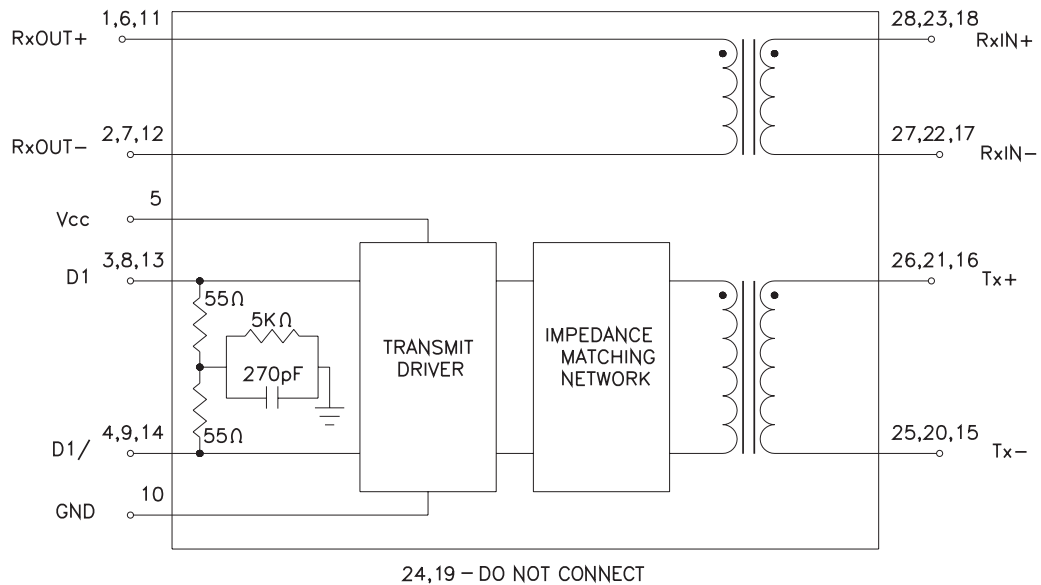 1,6,11
28,23,18
RxOUT+
RxIN+
2,7,12
27,22,17
RxOUT-
RxIN-
5
Vcc
3,8,13
26,21,16
D1
Tx+
55Ω
5KΩ
TRANSMIT
DRIVER
IMPEDANCE
MATCHING
NETWORK
270pF
55Ω
4,9,14
25,20,15
D1/
Tx-
10
GND
24,19 - DO NOT CONNECT